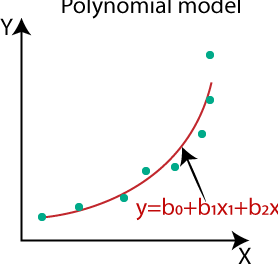 Polynomial model
Y
y=b₀+b₁x₁+b₂x
X